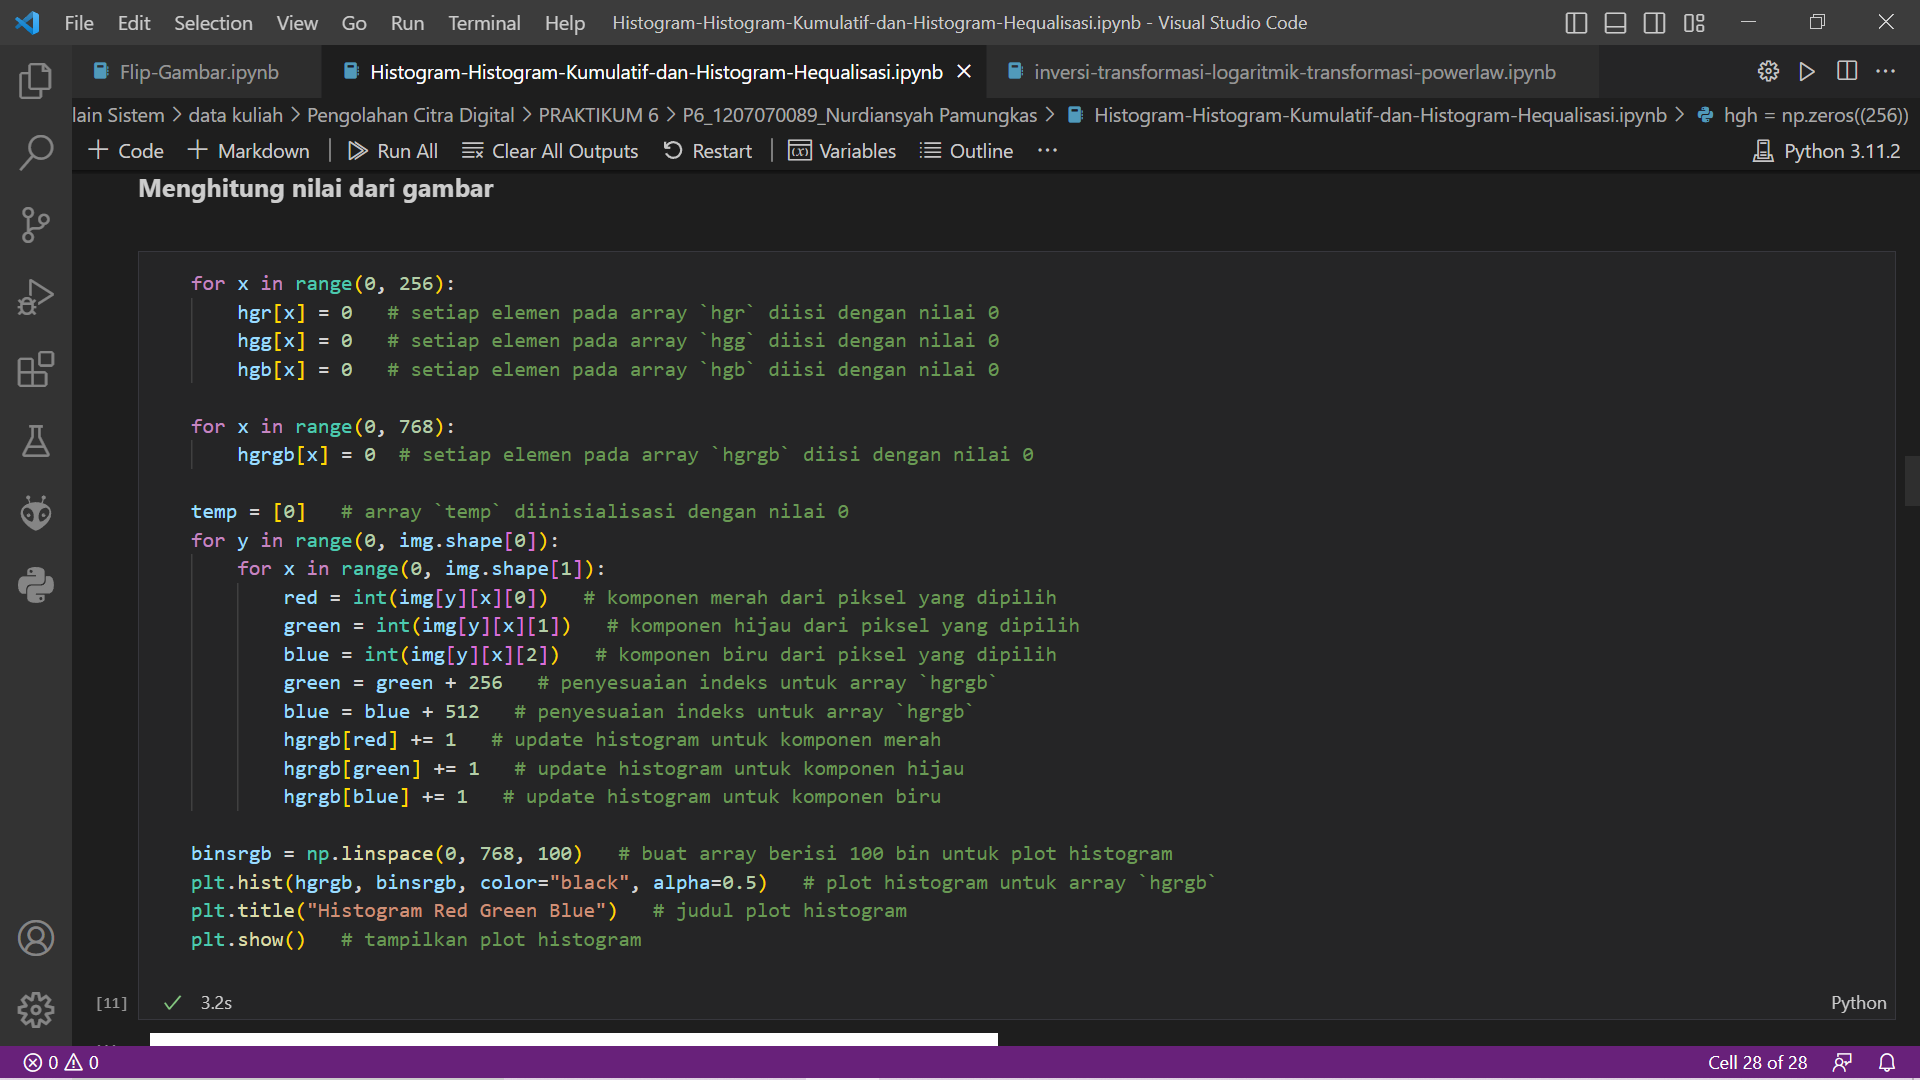 File Edit Selection View Go Run Terminal Help Histogram-Histogram-Kumulatif-dan-Histogram-Hequalisasi.ipynb - Visual Studio Code
Flip-Gambar.ipynb Histogram-Histogram-Kumulatif-dan-Histogram-Hequalisasi.ipynb inversi-transformasi-logaritmik-transformasi-powerlaw.ipynb
lain Sistem > data kuliah > Pengolahan Citra Digital > PRAKTIKUM 6 > P6_1207070089_Nurdiansyah Pamungkas > Histogram-Histogram-Kumulatif-dan-Histogram-Hequalisasi.ipynb > hgh = np.zeros((256))
+ Code + Markdown | Run All Clear All Outputs Restart | Variables Outline ... Python 3.11.2
Menghitung nilai dari gambar
for x in range(0, 256):
    hgr[x] = 0   # setiap elemen pada array `hgr` diisi dengan nilai 0
    hgg[x] = 0   # setiap elemen pada array `hgg` diisi dengan nilai 0
    hgb[x] = 0   # setiap elemen pada array `hgb` diisi dengan nilai 0
for x in range(0, 768):
    hgrgb[x] = 0  # setiap elemen pada array `hgrgb` diisi dengan nilai 0
temp = [0]   # array `temp` diinisialisasi dengan nilai 0
for y in range(0, img.shape[0]):
    for x in range(0, img.shape[1]):
        red = int(img[y][x][0])   # komponen merah dari piksel yang dipilih
        green = int(img[y][x][1])   # komponen hijau dari piksel yang dipilih
        blue = int(img[y][x][2])   # komponen biru dari piksel yang dipilih
        green = green + 256   # penyesuaian indeks untuk array `hgrgb`
        blue = blue + 512   # penyesuaian indeks untuk array `hgrgb`
        hgrgb[red] += 1   # update histogram untuk komponen merah
        hgrgb[green] += 1   # update histogram untuk komponen hijau
        hgrgb[blue] += 1   # update histogram untuk komponen biru
binsrgb = np.linspace(0, 768, 100)   # buat array berisi 100 bin untuk plot histogram
plt.hist(hgrgb, binsrgb, color="black", alpha=0.5)   # plot histogram untuk array `hgrgb`
plt.title("Histogram Red Green Blue")   # judul plot histogram
plt.show()   # tampilkan plot histogram
[11] ✓ 3.2s Python
0 0 Cell 28 of 28